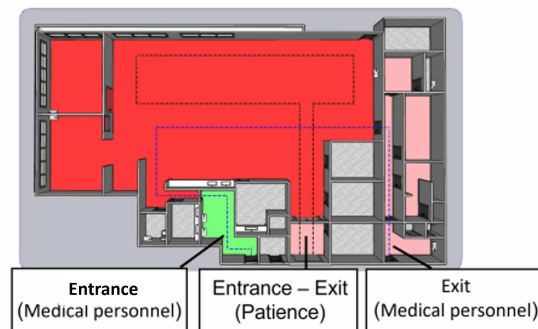 Entrance
(Medical personnel)
Entrance – Exit
(Patience)
Exit
(Medical personnel)